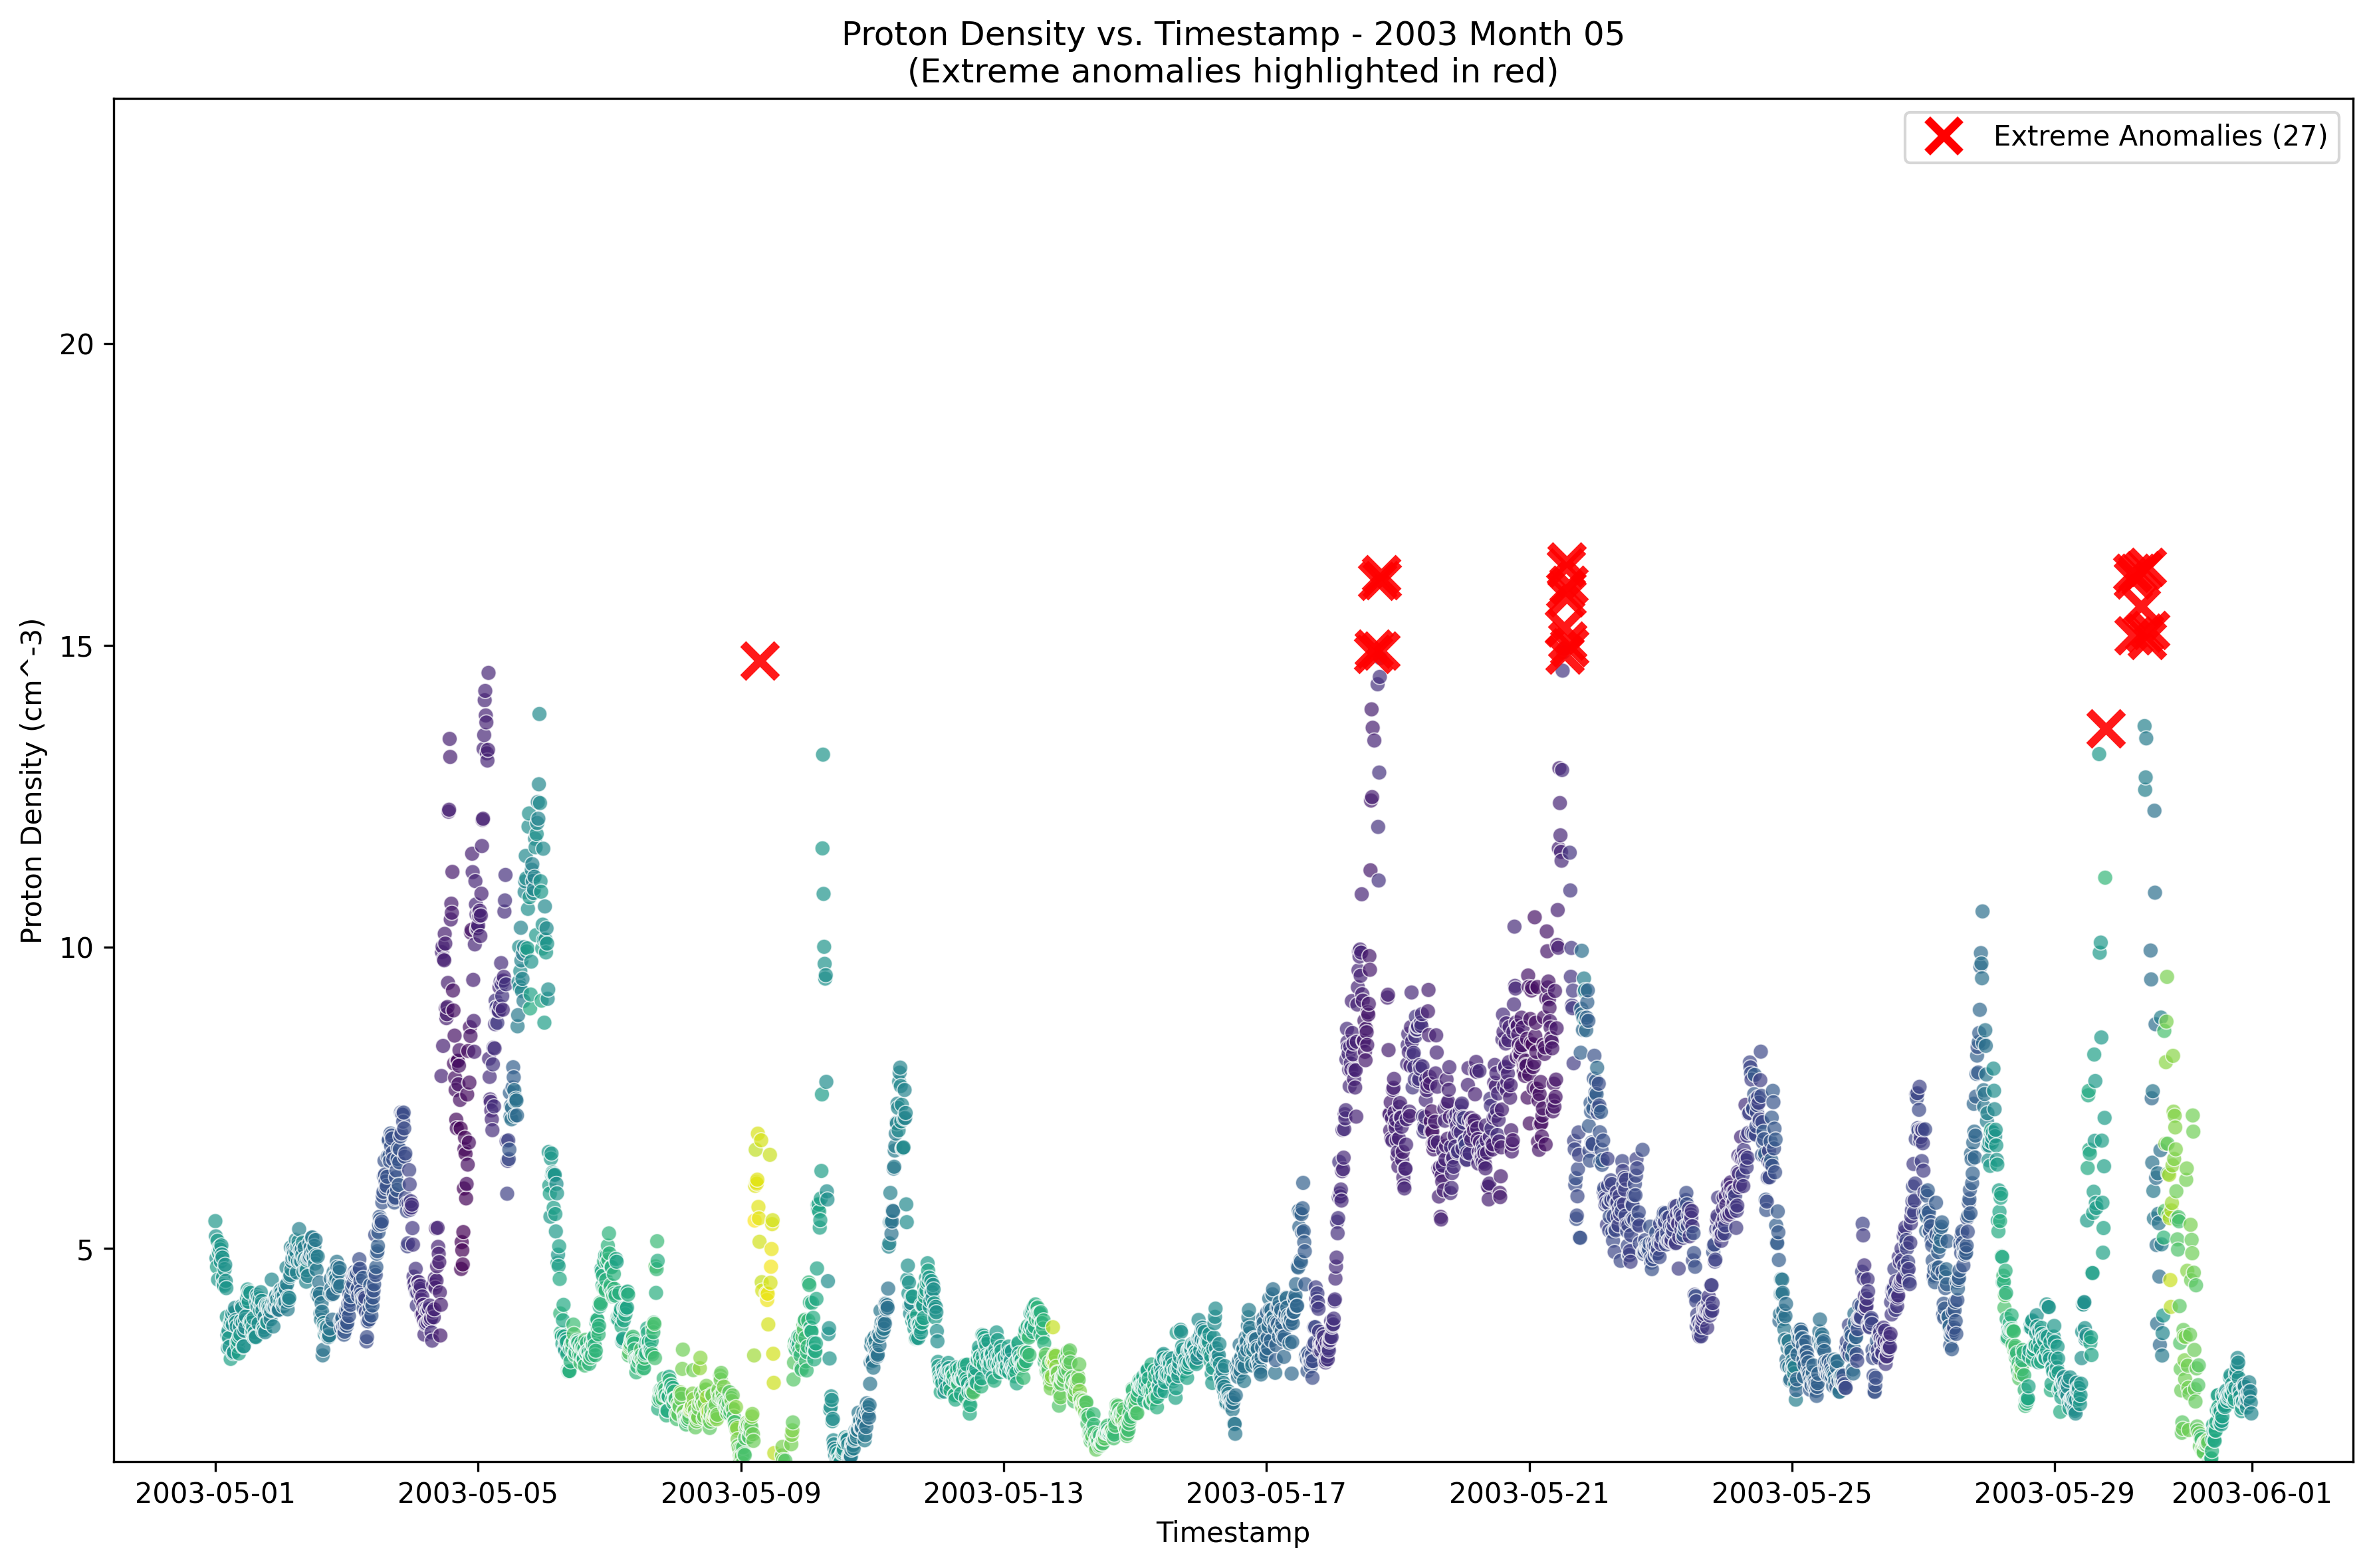 Proton Density vs. Timestamp - 2003 Month 05
(Extreme anomalies highlighted in red)
Extreme Anomalies (27)
Proton Density (cm^-3)
20
15
10
5
2003-05-01
2003-05-05
2003-05-09
2003-05-13
2003-05-17
2003-05-21
2003-05-25
2003-05-29
2003-06-01
Timestamp